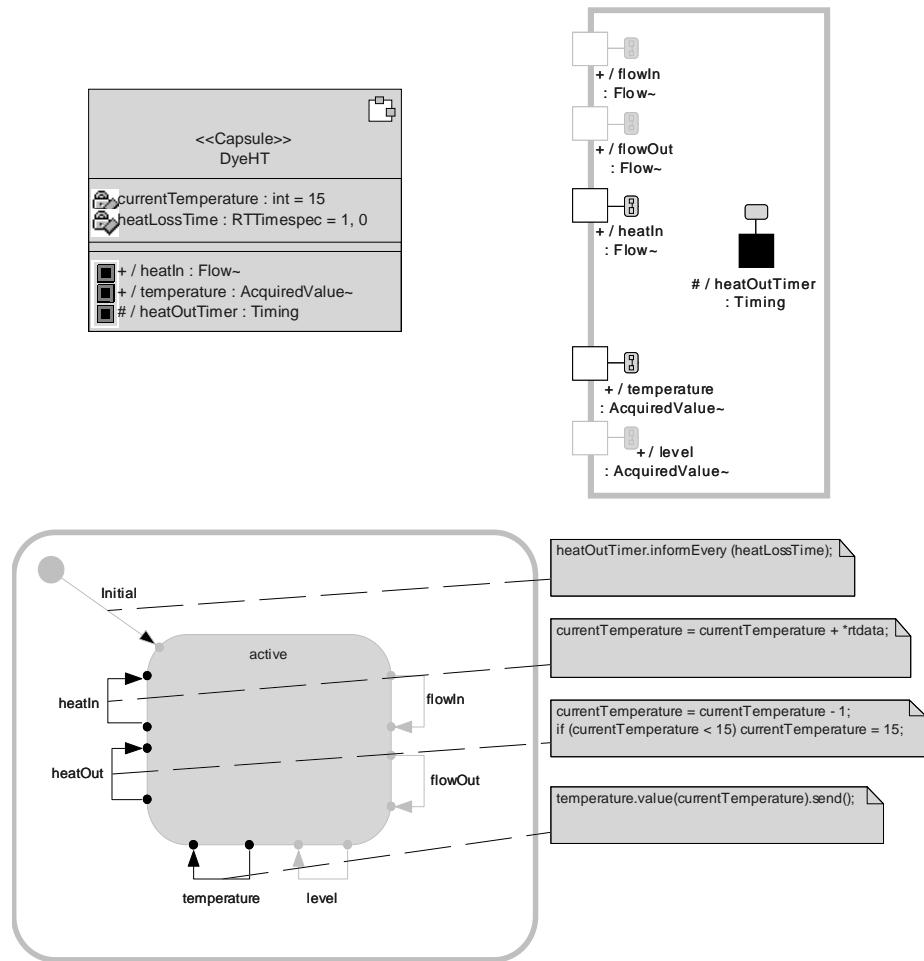 <<Capsule>>
DyeHT
currentTemperature : int = 15
heatLossTime : RTTimespec = 1, 0
+ / heatIn : Flow~
+ / temperature : AcquiredValue~
# / heatOutTimer : Timing
+ / flowIn
: Flow~
+ / flowOut
: Flow~
+ / heatIn
: Flow~
# / heatOutTimer
: Timing
+ / temperature
: AcquiredValue~
+ / level
: AcquiredValue~
Initial
active
heatIn
flowIn
heatOut
flowOut
temperature
level
heatOutTimer.informEvery (heatLossTime);
currentTemperature = currentTemperature + *rtdata;
currentTemperature = currentTemperature - 1;
if (currentTemperature < 15) currentTemperature = 15;
temperature.value(currentTemperature).send();